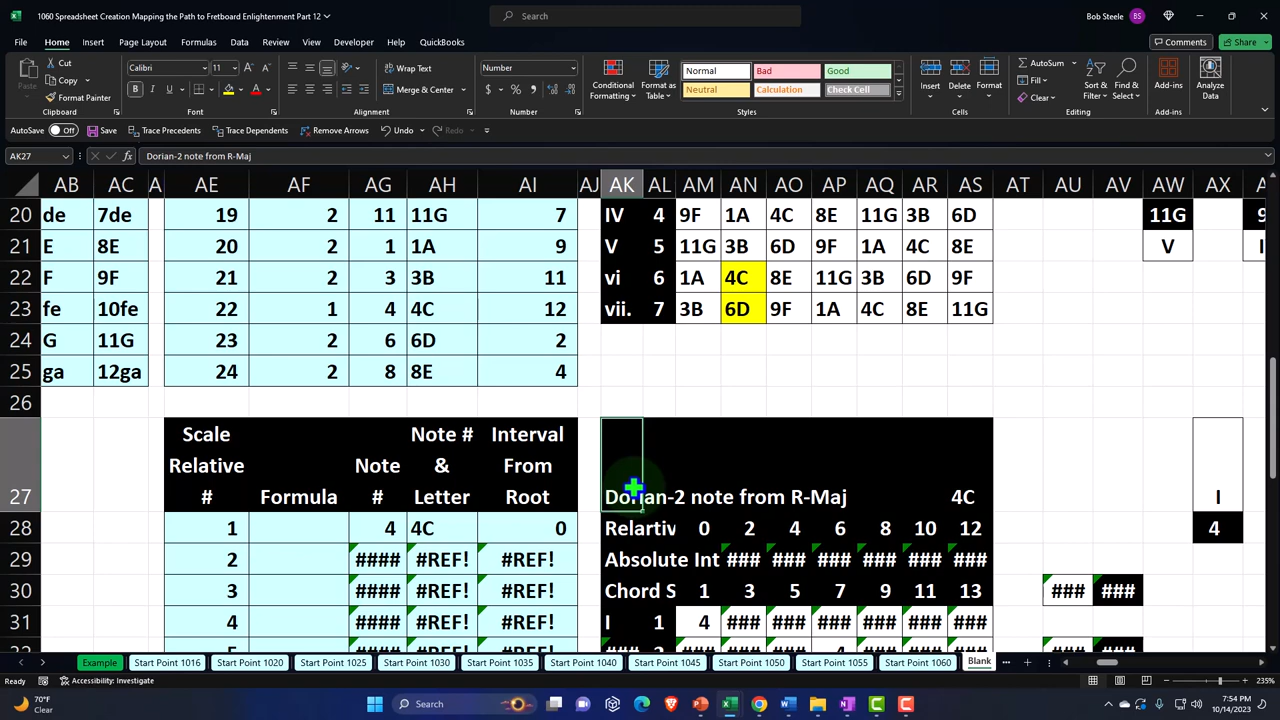 1060 Spreadsheet Creation Mapping the Path to Fretboard Enlightenment Part 12
Search
Bob Steele BS
File Home Insert Page Layout Formulas Data Review View Developer Help QuickBooks
Comments Share
Paste Cut Copy Format Painter Clipboard
Calibri 11 Font
Wrap Text Merge & Center Alignment
Number Number
Conditional Formatting Format as Table
Normal Bad Good
Neutral Calculation Check Cell
Styles
Insert Delete Format Cells
AutoSum Fill Clear Sort & Filter Find & Select Editing
Add-ins Add-ins
Analyze Data
AutoSave Off Save Trace Precedents Trace Dependents Remove Arrows Undo Redo
AK27 Dorian-2 note from R-Maj
AB AC A AE AF AG AH AI AJ AK AL AM AN AO AP AQ AR AS AT AU AV AW AX
20 de 7de 19 2 11 11G 7 IV 4 9F 1A 4C 8E 11G 3B 6D 11G 9
21 E 8E 20 2 1 1A 9 V 5 11G 3B 6D 9F 1A 4C 8E V
22 F 9F 21 2 3 3B 11 vi 6 1A 4C 8E 11G 3B 6D 9F
23 fe 10fe 22 1 4 4C 12 vii. 7 3B 6D 9F 1A 4C 8E 11G
24 G 11G 23 2 6 6D 2
25 ga 12ga 24 2 8 8E 4
26
27 Scale Relative # Formula Note # Note # & Letter Interval From Root Dorian-2 note from R-Maj 4C I
28 1 4 4C 0 Relartiv 0 2 4 6 8 10 12 4
29 2 #### #REF! #REF! Absolute Int ### ### ### ### ### ###
30 3 #### #REF! #REF! Chord S 1 3 5 7 9 11 13 ### ###
31 4 #### #REF! #REF! I 1 4 ### ### ### ### ### ###
Example Start Point 1016 Start Point 1020 Start Point 1025 Start Point 1030 Start Point 1035 Start Point 1040 Start Point 1045 Start Point 1050 Start Point 1055 Start Point 1060 Blank
Ready Accessibility: Investigate 235%
70°F
Clear
Search
7:54 PM
10/14/2023